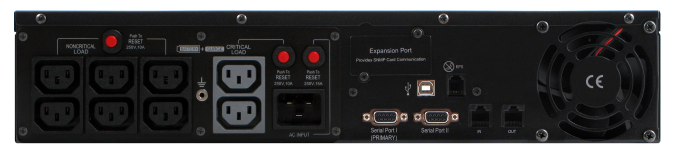 NONCRITICAL
LOAD
Push To
RESET
250V, 10A
CRITICAL
LOAD
Push To
RESET
250V, 10A
Push To
RESET
250V, 15A
AC INPUT
Expansion Port
Provides SNMP Card Communication
EPO
Serial Port I
(PRIMARY)
Serial Port II
IN
OUT
CE